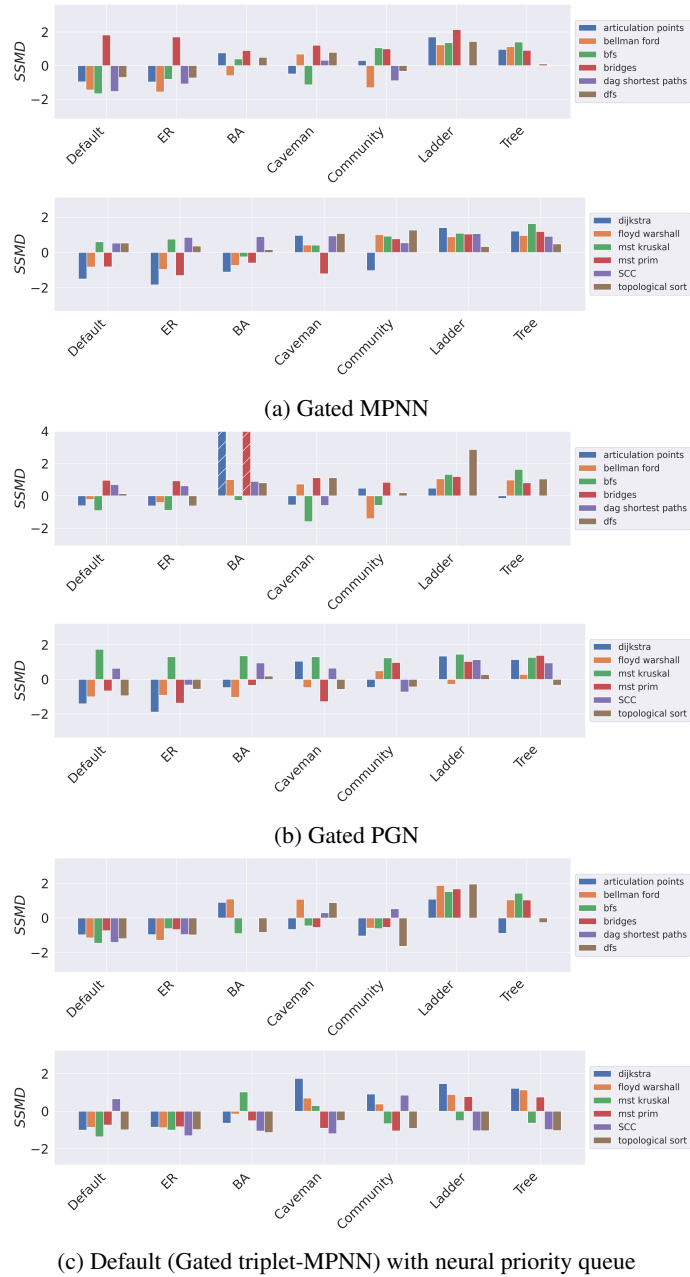 2
0
−2
SSMD
Default
ER
BA
Caveman
Community
Ladder
Tree
articulation points
bellman ford
bfs
bridges
dag shortest paths
dfs
2
0
−2
SSMD
Default
ER
BA
Caveman
Community
Ladder
Tree
dijkstra
floyd warshall
mst kruskal
mst prim
SCC
topological sort
(a) Gated MPNN
4
2
0
−2
SSMD
Default
ER
BA
Caveman
Community
Ladder
Tree
articulation points
bellman ford
bfs
bridges
dag shortest paths
dfs
2
0
−2
SSMD
Default
ER
BA
Caveman
Community
Ladder
Tree
dijkstra
floyd warshall
mst kruskal
mst prim
SCC
topological sort
(b) Gated PGN
2
0
−2
SSMD
Default
ER
BA
Caveman
Community
Ladder
Tree
articulation points
bellman ford
bfs
bridges
dag shortest paths
dfs
2
0
−2
SSMD
Default
ER
BA
Caveman
Community
Ladder
Tree
dijkstra
floyd warshall
mst kruskal
mst prim
SCC
topological sort
(c) Default (Gated triplet-MPNN) with neural priority queue